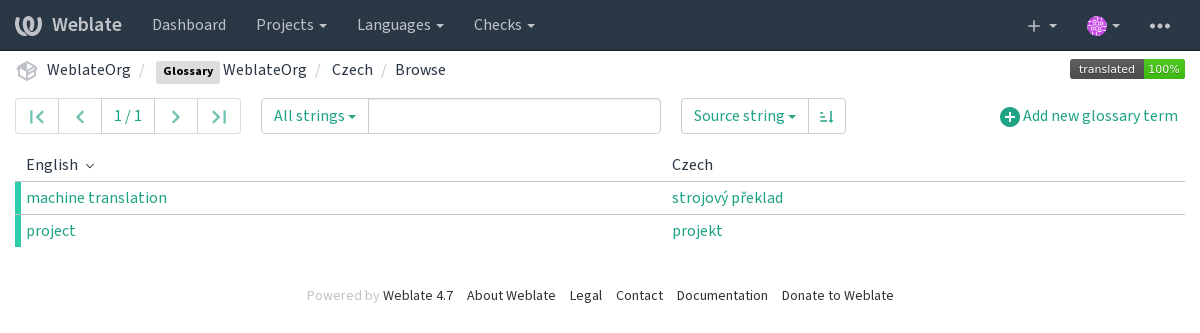 Weblate Dashboard Projects Languages Checks
WeblateOrg / Glossary WeblateOrg / Czech / Browse translated 100%
1 / 1 All strings Source string Add new glossary term
English Czech
machine translation strojový překlad
project projekt
Powered by Weblate 4.7 About Weblate Legal Contact Documentation Donate to Weblate